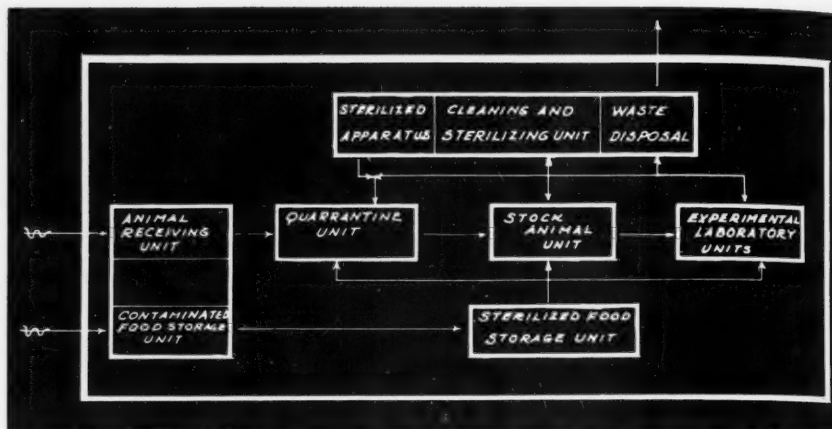 STERILIZED
APPARATUS
CLEANING AND
STERILIZING UNIT
WASTE
DISPOSAL
ANIMAL
RECEIVING
UNIT
QUARRANTINE
UNIT
STOCK
ANIMAL
UNIT
EXPERIMENTAL
LABORATORY
UNITS
CONTAMINATED
FOOD STORAGE
UNIT
STERILIZED FOOD
STORAGE UNIT